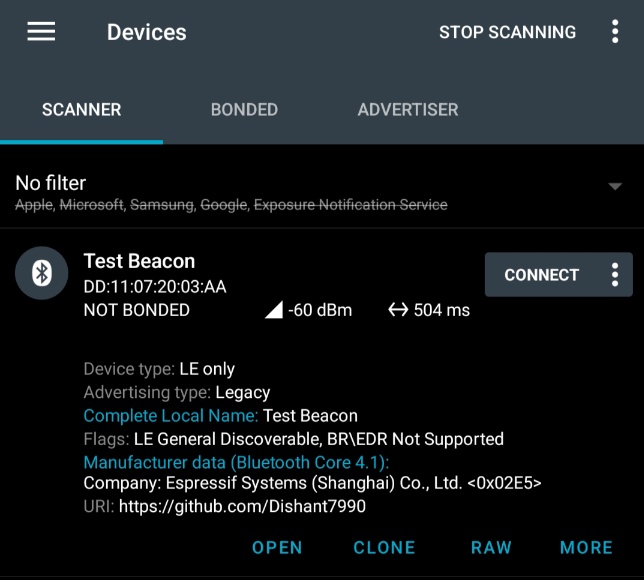 Devices STOP SCANNING
SCANNER BONDED ADVERTISER
No filter
Apple, Microsoft, Samsung, Google, Exposure Notification Service
Test Beacon
CONNECT
DD:11:07:20:03:AA
NOT BONDED -60 dBm 504 ms
Device type: LE only
Advertising type: Legacy
Complete Local Name: Test Beacon
Flags: LE General Discoverable, BR\EDR Not Supported
Manufacturer data (Bluetooth Core 4.1):
Company: Espressif Systems (Shanghai) Co., Ltd. <0x02E5>
URI: https://github.com/Dishant7990
OPEN CLONE RAW MORE